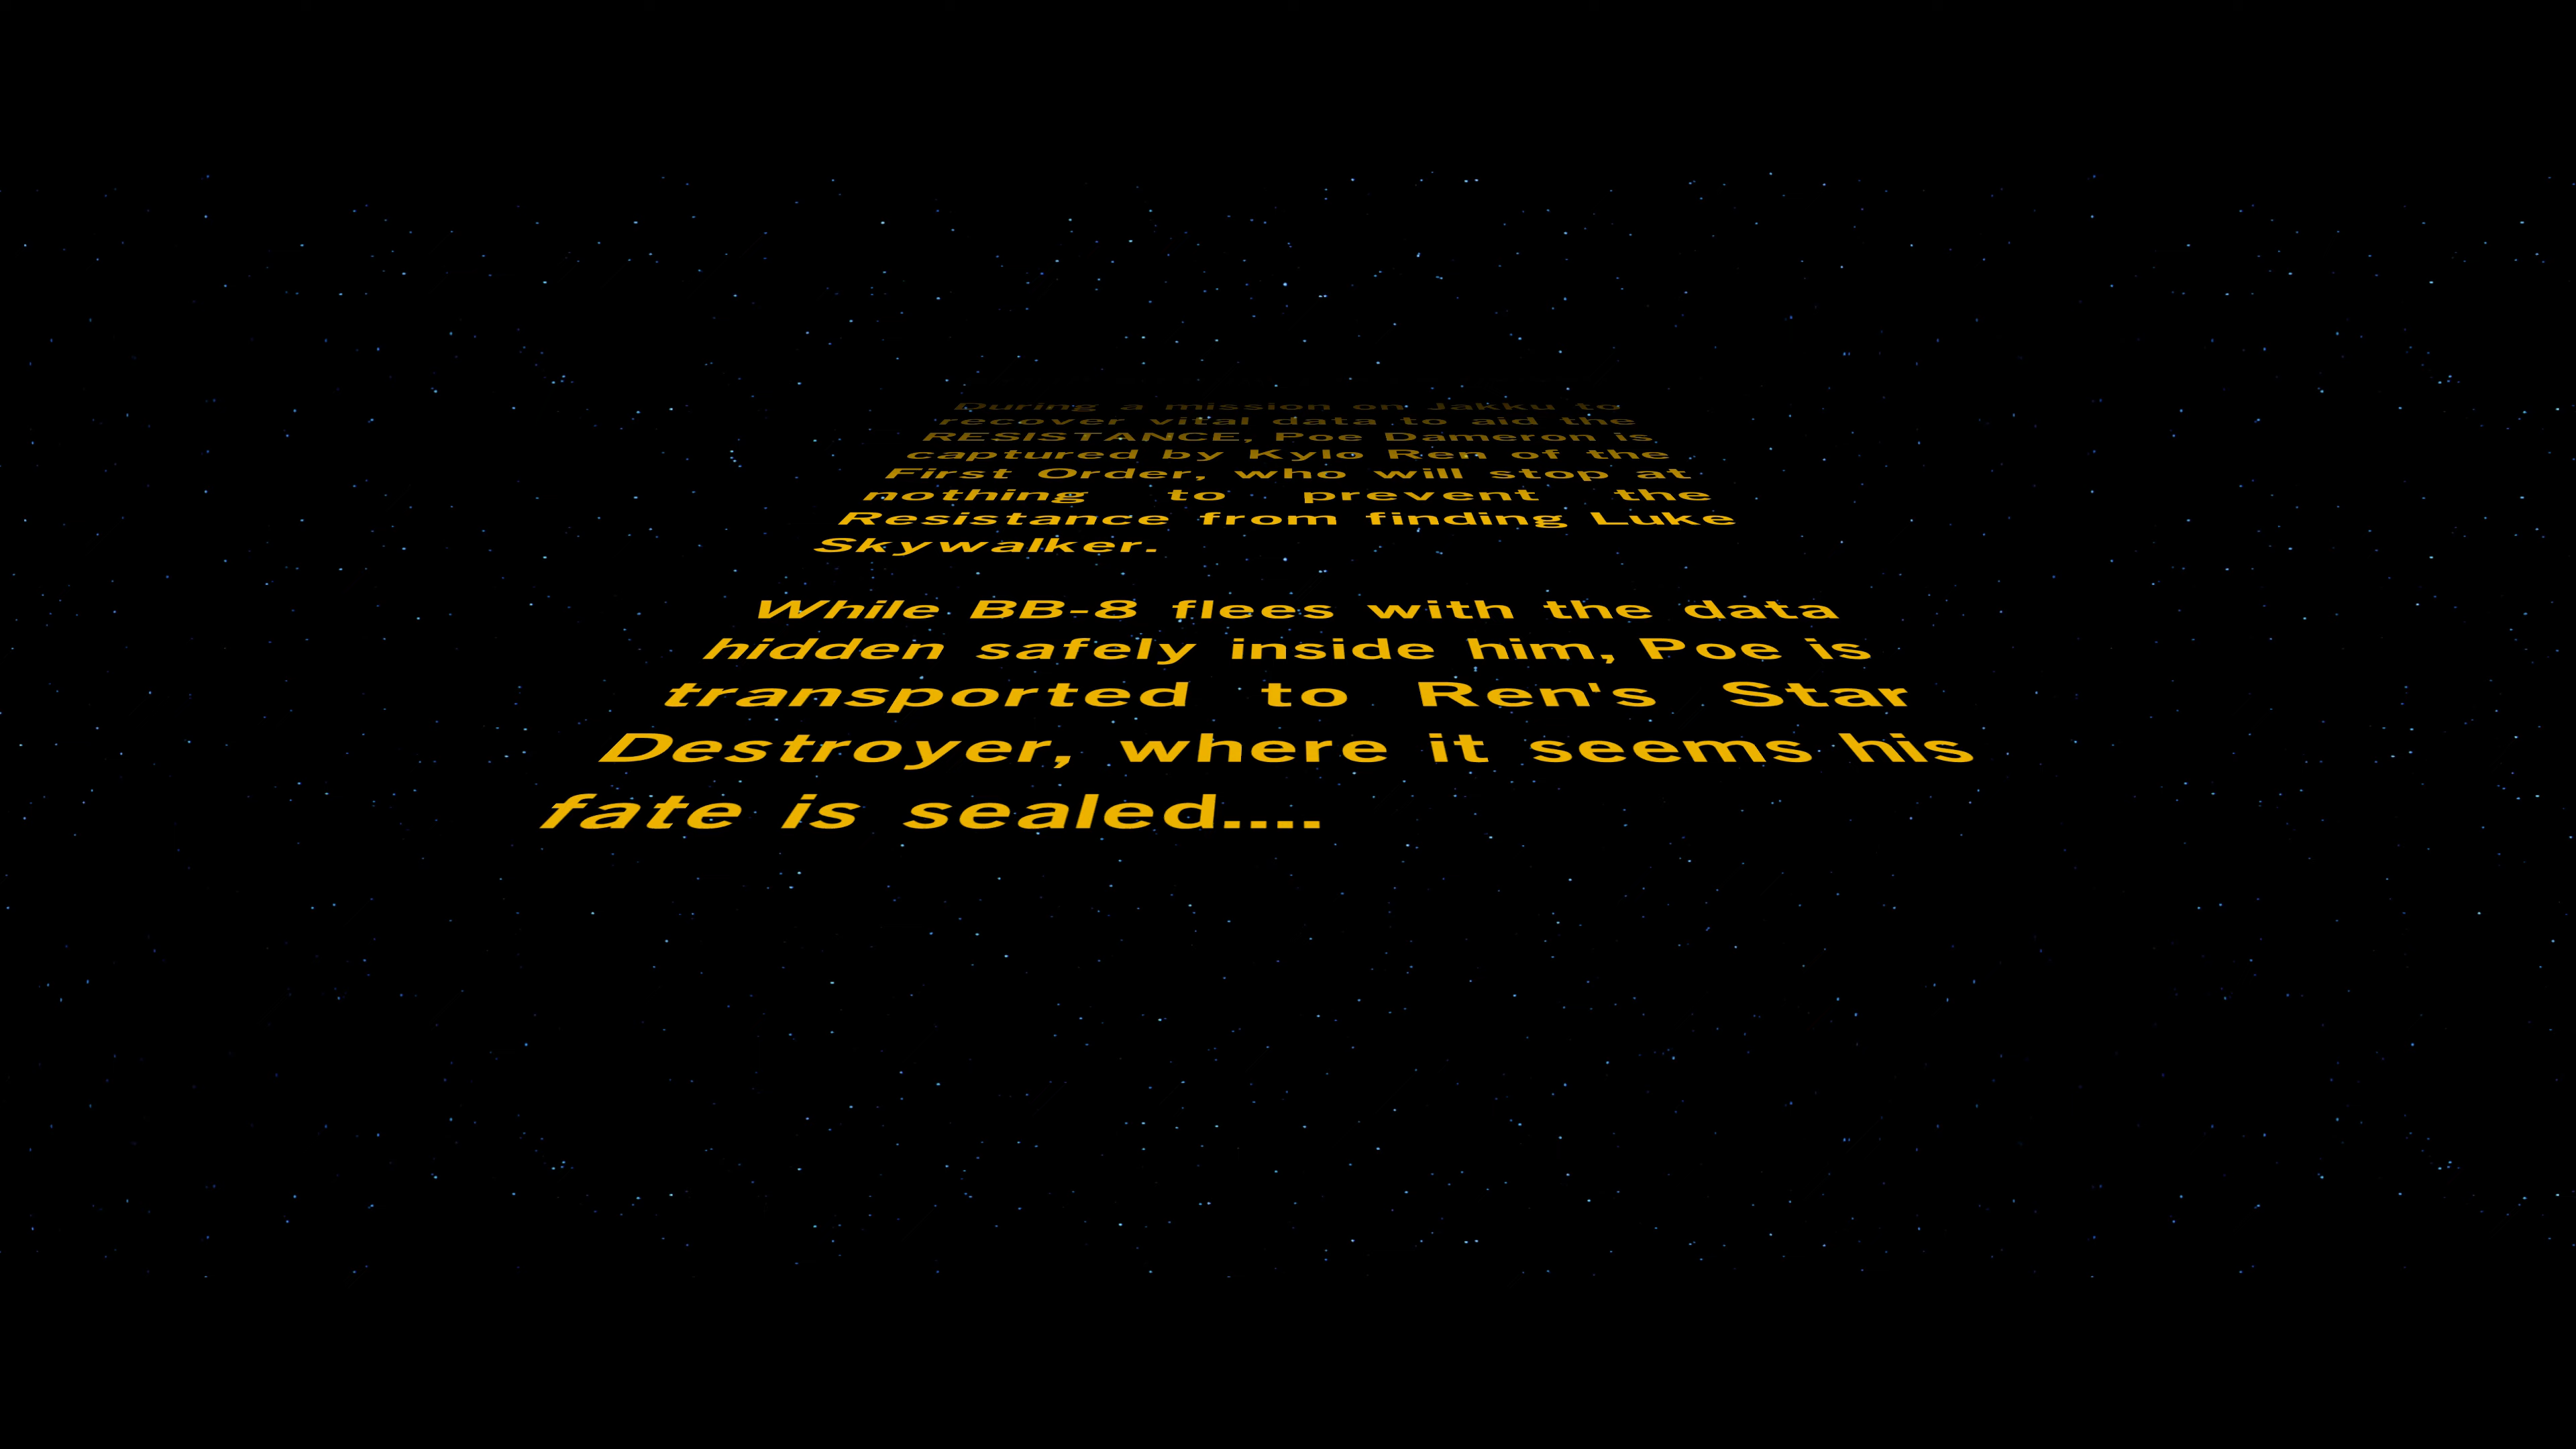 During a mission on Jakku to
recover vital data to aid the
RESISTANCE, Poe Dameron is
captured by Kylo Ren of the
First Order, who will stop at
nothing to prevent the
Resistance from finding Luke
Skywalker.
While BB-8 flees with the data
hidden safely inside him, Poe is
transported to Ren's Star
Destroyer, where it seems his
fate is sealed....